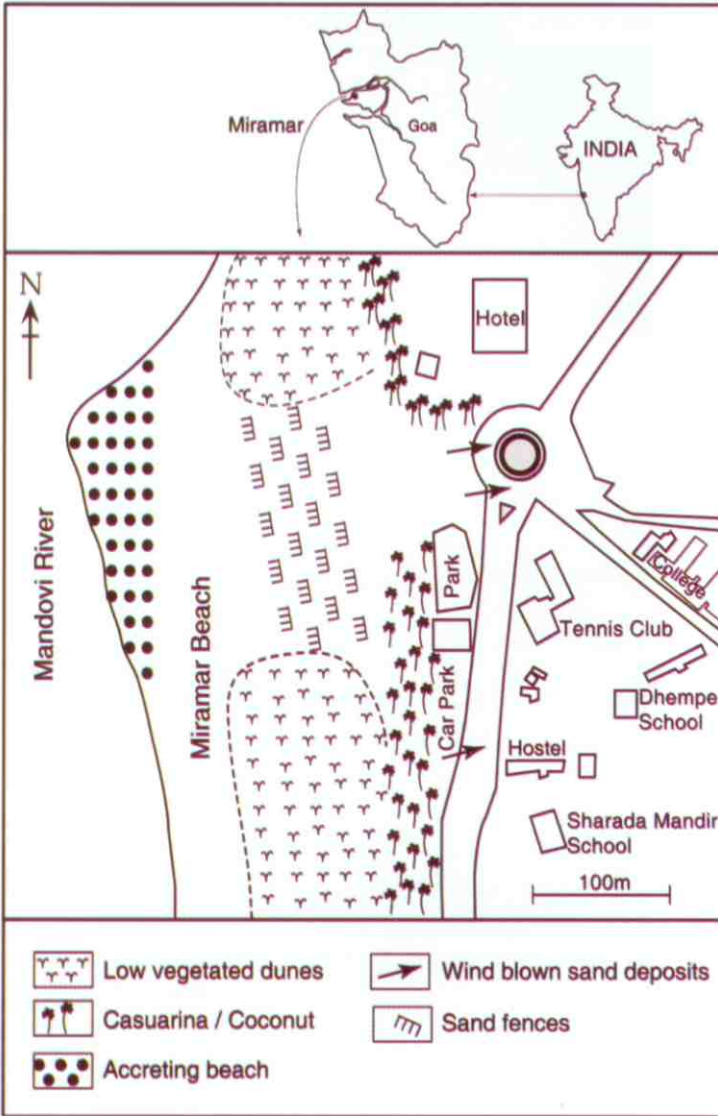 Miramar
Goa
INDIA
N
Hotel
Mandovi River
Miramar Beach
Park
College
Tennis Club
Car Park
Dhempe
School
Hostel
Sharada Mandir
School
100m
Low vegetated dunes
Wind blown sand deposits
Casuarina / Coconut
Sand fences
Accreting beach